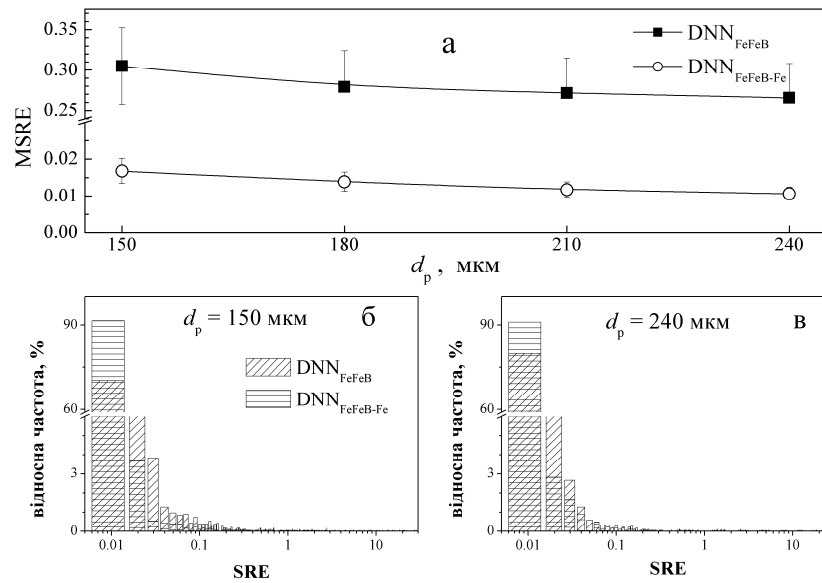 а
DNN_FeFeB
DNN_FeFeB-Fe
MSRE
0.35
0.30
0.25
0.02
0.01
0.00
150 180 210 240
d_p , мкм
d_p = 150 мкм б
DNN_FeFeB
DNN_FeFeB-Fe
відносна частота, %
90
60
3
0
0.01 0.1 1 10
SRE
d_p = 240 мкм в
відносна частота, %
90
60
3
0
0.01 0.1 1 10
SRE